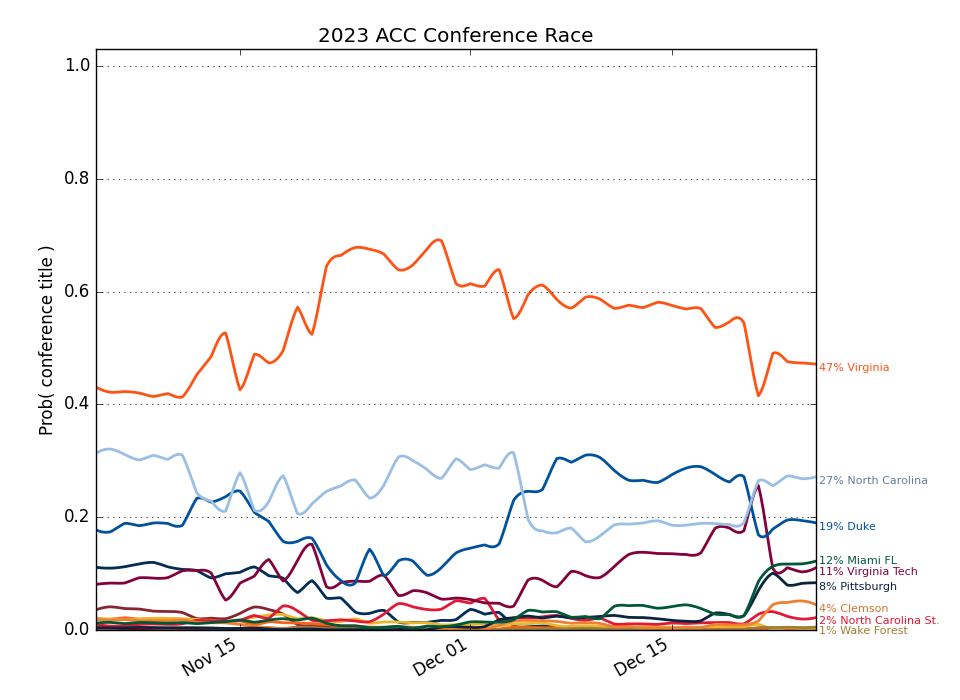 2023 ACC Conference Race
Prob( conference title )
1.0
0.8
0.6
0.4
0.2
0.0
Nov 15
Dec 01
Dec 15
47% Virginia
27% North Carolina
19% Duke
12% Miami FL
11% Virginia Tech
8% Pittsburgh
4% Clemson
2% North Carolina St.
1% Wake Forest